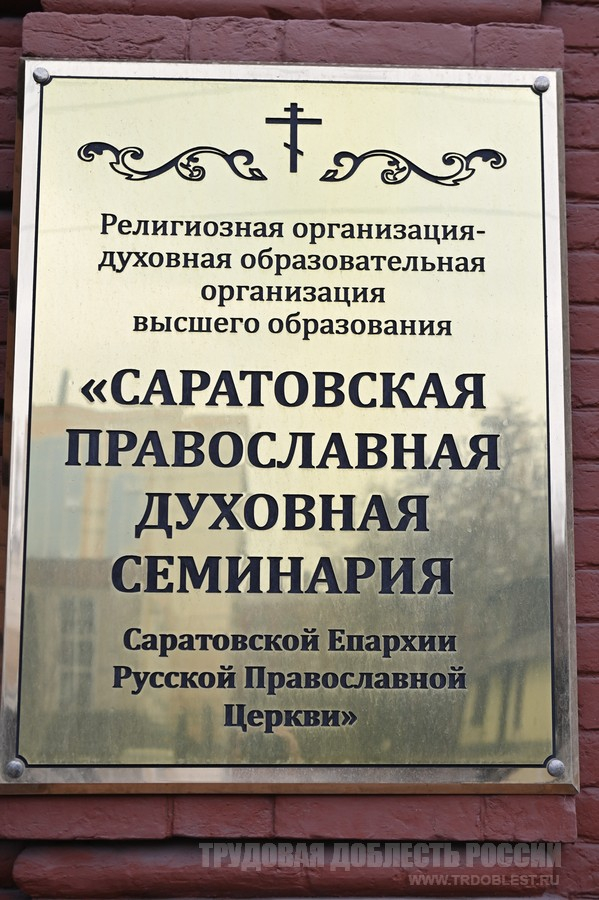 Религиозная организация-
духовная образовательная
организация
высшего образования
«САРАТОВСКАЯ
ПРАВОСЛАВНАЯ
ДУХОВНАЯ
СЕМИНАРИЯ
Саратовской Епархии
Русской Православной
Церкви»
ТРУДОВАЯ ДОБЛЕСТЬ РОССИИ
WWW.TRDOBLEST.RU